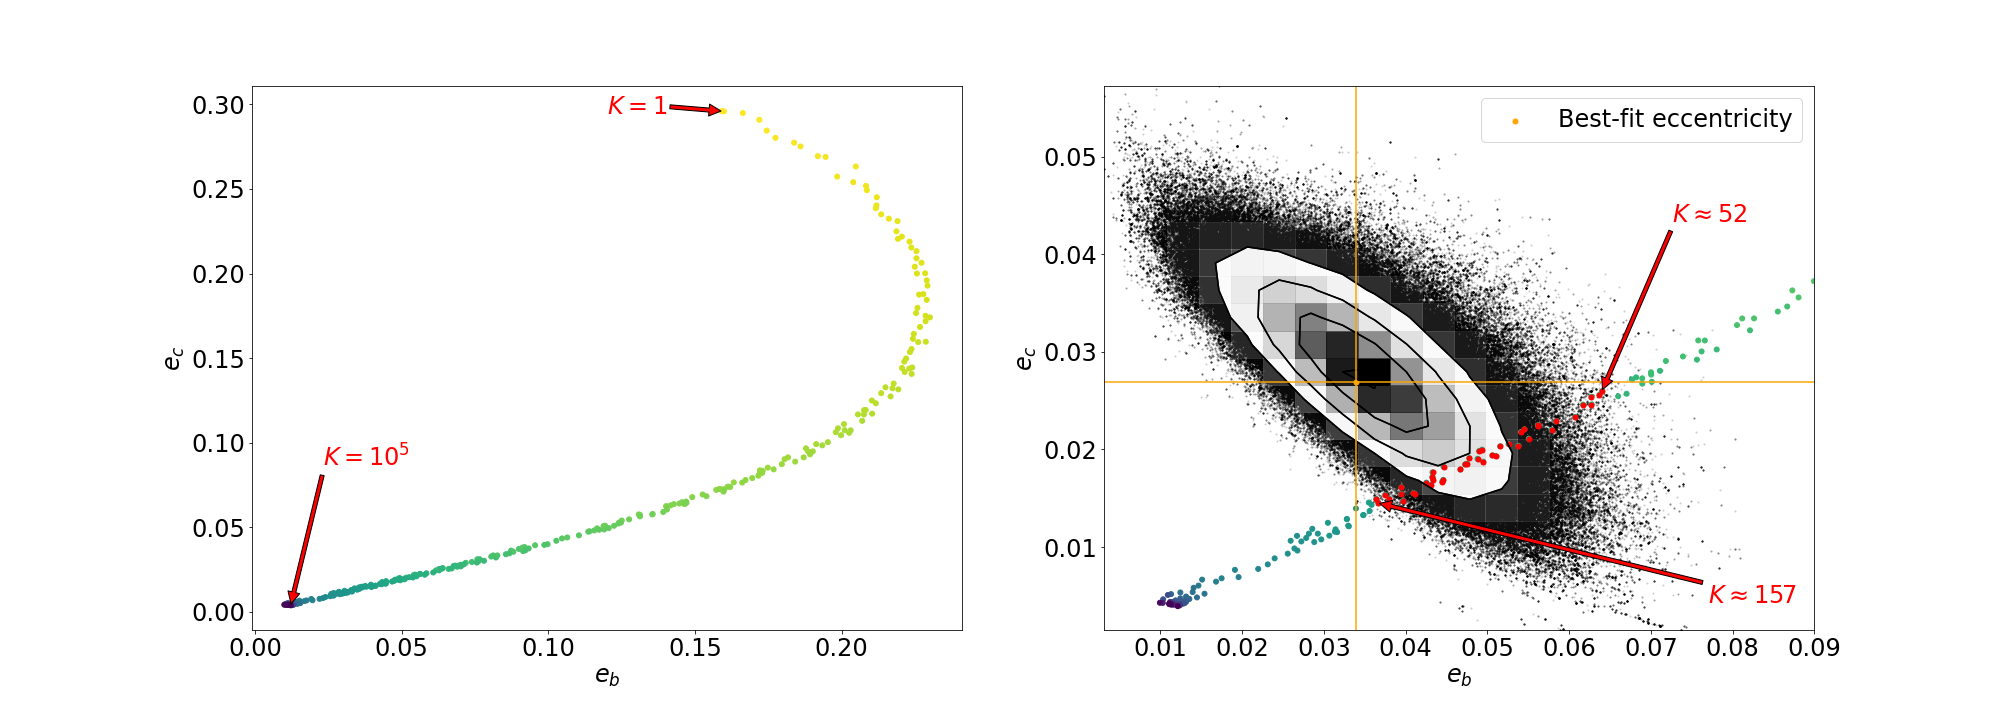 0.30
0.25
0.20
0.15
0.10
0.05
0.00
e_c
K = 1
K = 10^5
0.00 0.05 0.10 0.15 0.20
e_b
0.05
0.04
0.03
0.02
0.01
e_c
Best-fit eccentricity
K ≈ 52
K ≈ 157
0.01 0.02 0.03 0.04 0.05 0.06 0.07 0.08 0.09
e_b